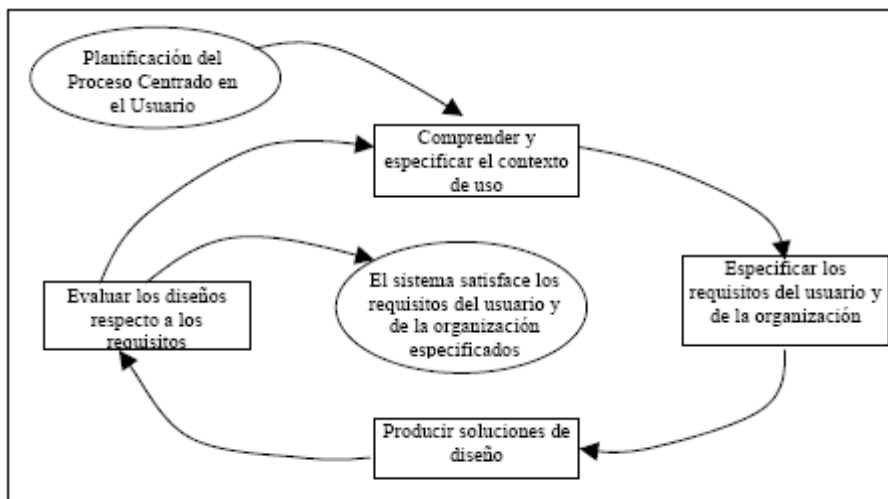 Planificación del
Proceso Centrado en
el Usuario
Comprender y
especificar el contexto
de uso
Especificar los
requisitos del usuario y
de la organización
El sistema satisface los
requisitos del usuario y
de la organización
especificados
Evaluar los diseños
respecto a los
requisitos
Producir soluciones de
diseño